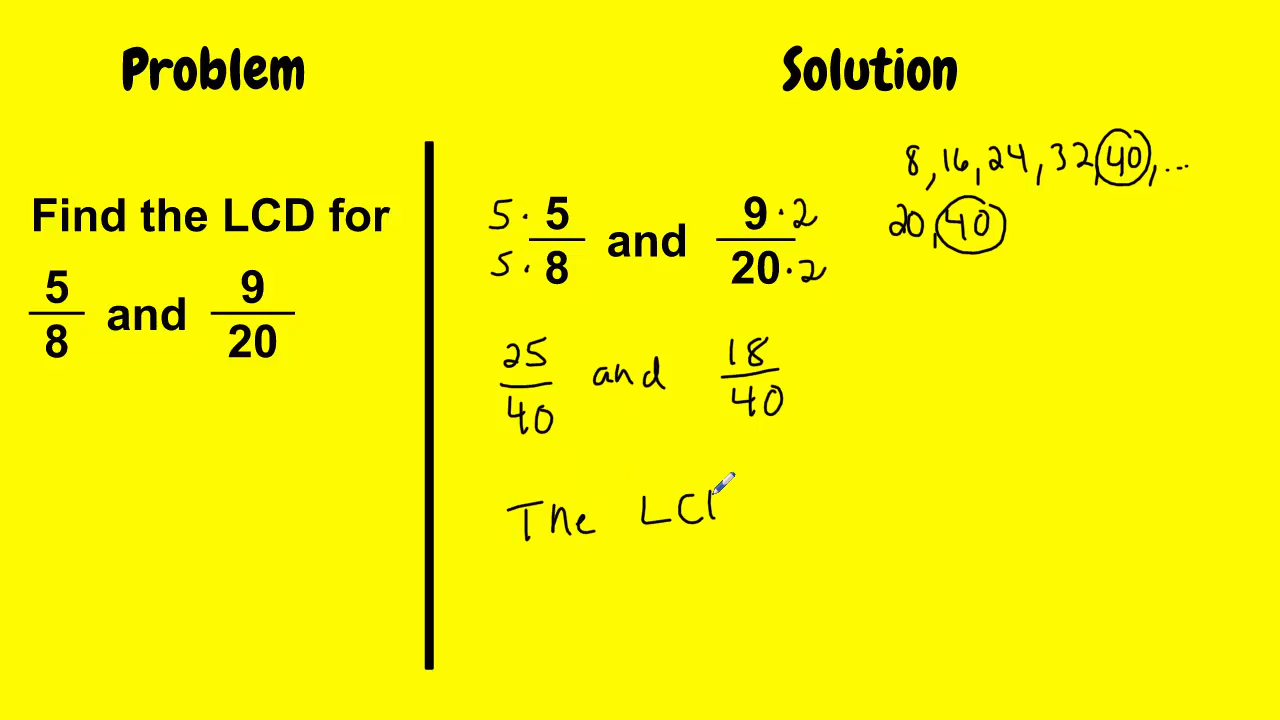 Problem
Solution
Find the LCD for
5/8 and 9/20
8, 16, 24, 32, 40, ...
20, 40
5 · 5/5 · 8 and 9 · 2/20 · 2
25/40 and 18/40
The LC